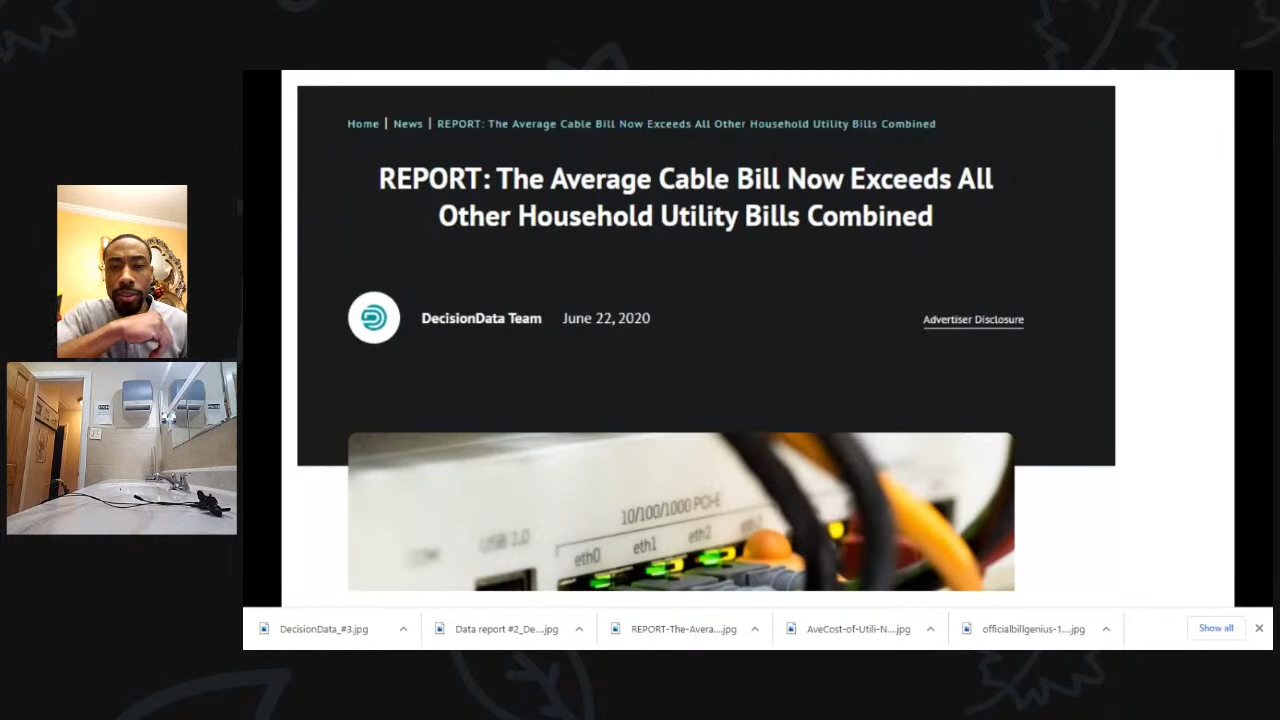 Home | News | REPORT: The Average Cable Bill Now Exceeds All Other Household Utility Bills Combined
REPORT: The Average Cable Bill Now Exceeds All
Other Household Utility Bills Combined
DecisionData Team June 22, 2020
Advertiser Disclosure
10/100/1000 PCI-E
USB 2.0
eth0 eth1 eth2
DecisionData_#3.jpg
Data report #2_De....jpg
REPORT-The-Avera....jpg
AveCost-of-Utili-N....jpg
officialbillgenius-1....jpg
Show all